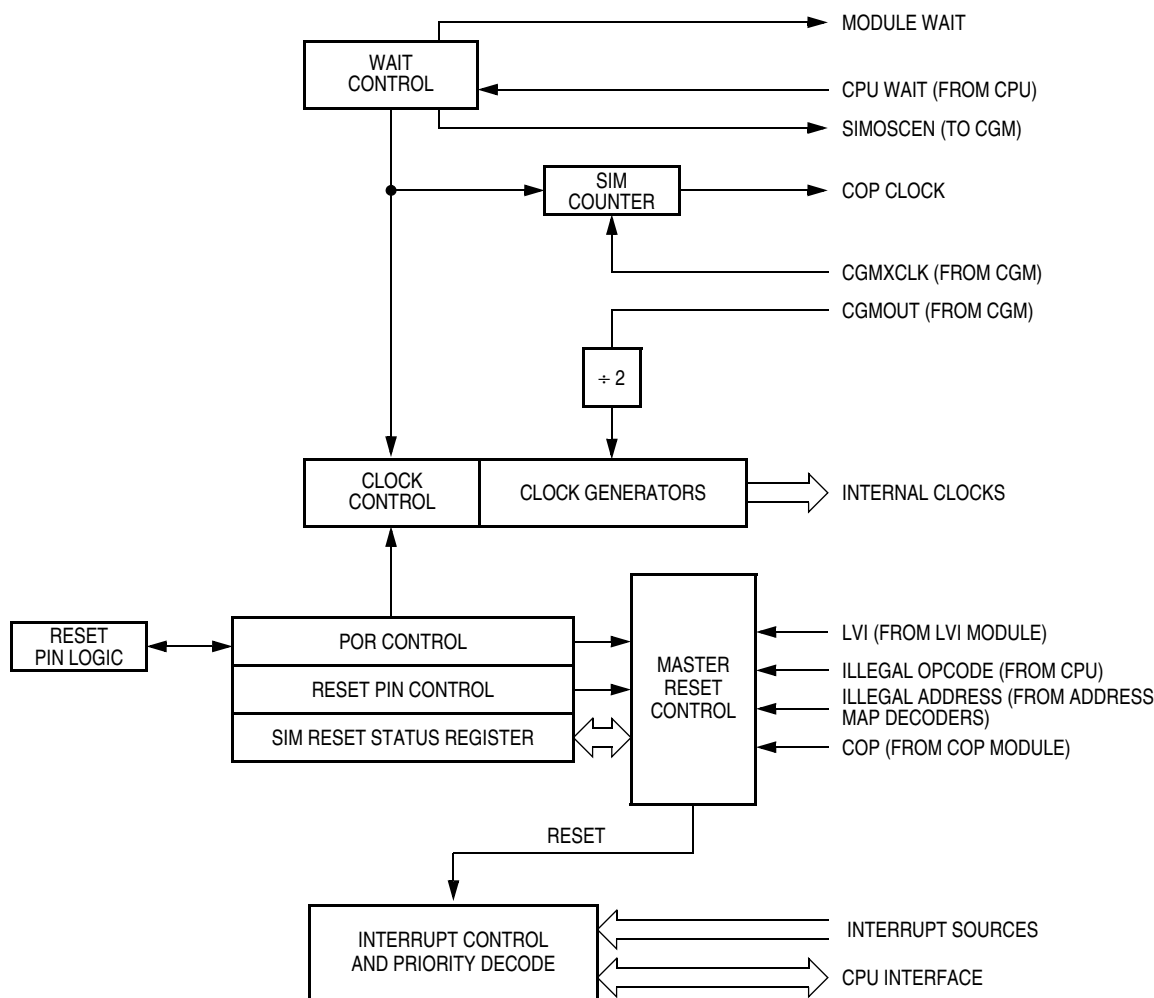 MODULE WAIT
WAIT
CONTROL
CPU WAIT (FROM CPU)
SIMOSCEN (TO CGM)
SIM
COUNTER
COP CLOCK
CGMXCLK (FROM CGM)
CGMOUT (FROM CGM)
÷ 2
CLOCK
CONTROL
CLOCK GENERATORS
INTERNAL CLOCKS
RESET
PIN LOGIC
POR CONTROL
RESET PIN CONTROL
SIM RESET STATUS REGISTER
MASTER
RESET
CONTROL
LVI (FROM LVI MODULE)
ILLEGAL OPCODE (FROM CPU)
ILLEGAL ADDRESS (FROM ADDRESS
MAP DECODERS)
COP (FROM COP MODULE)
RESET
INTERRUPT CONTROL
AND PRIORITY DECODE
INTERRUPT SOURCES
CPU INTERFACE